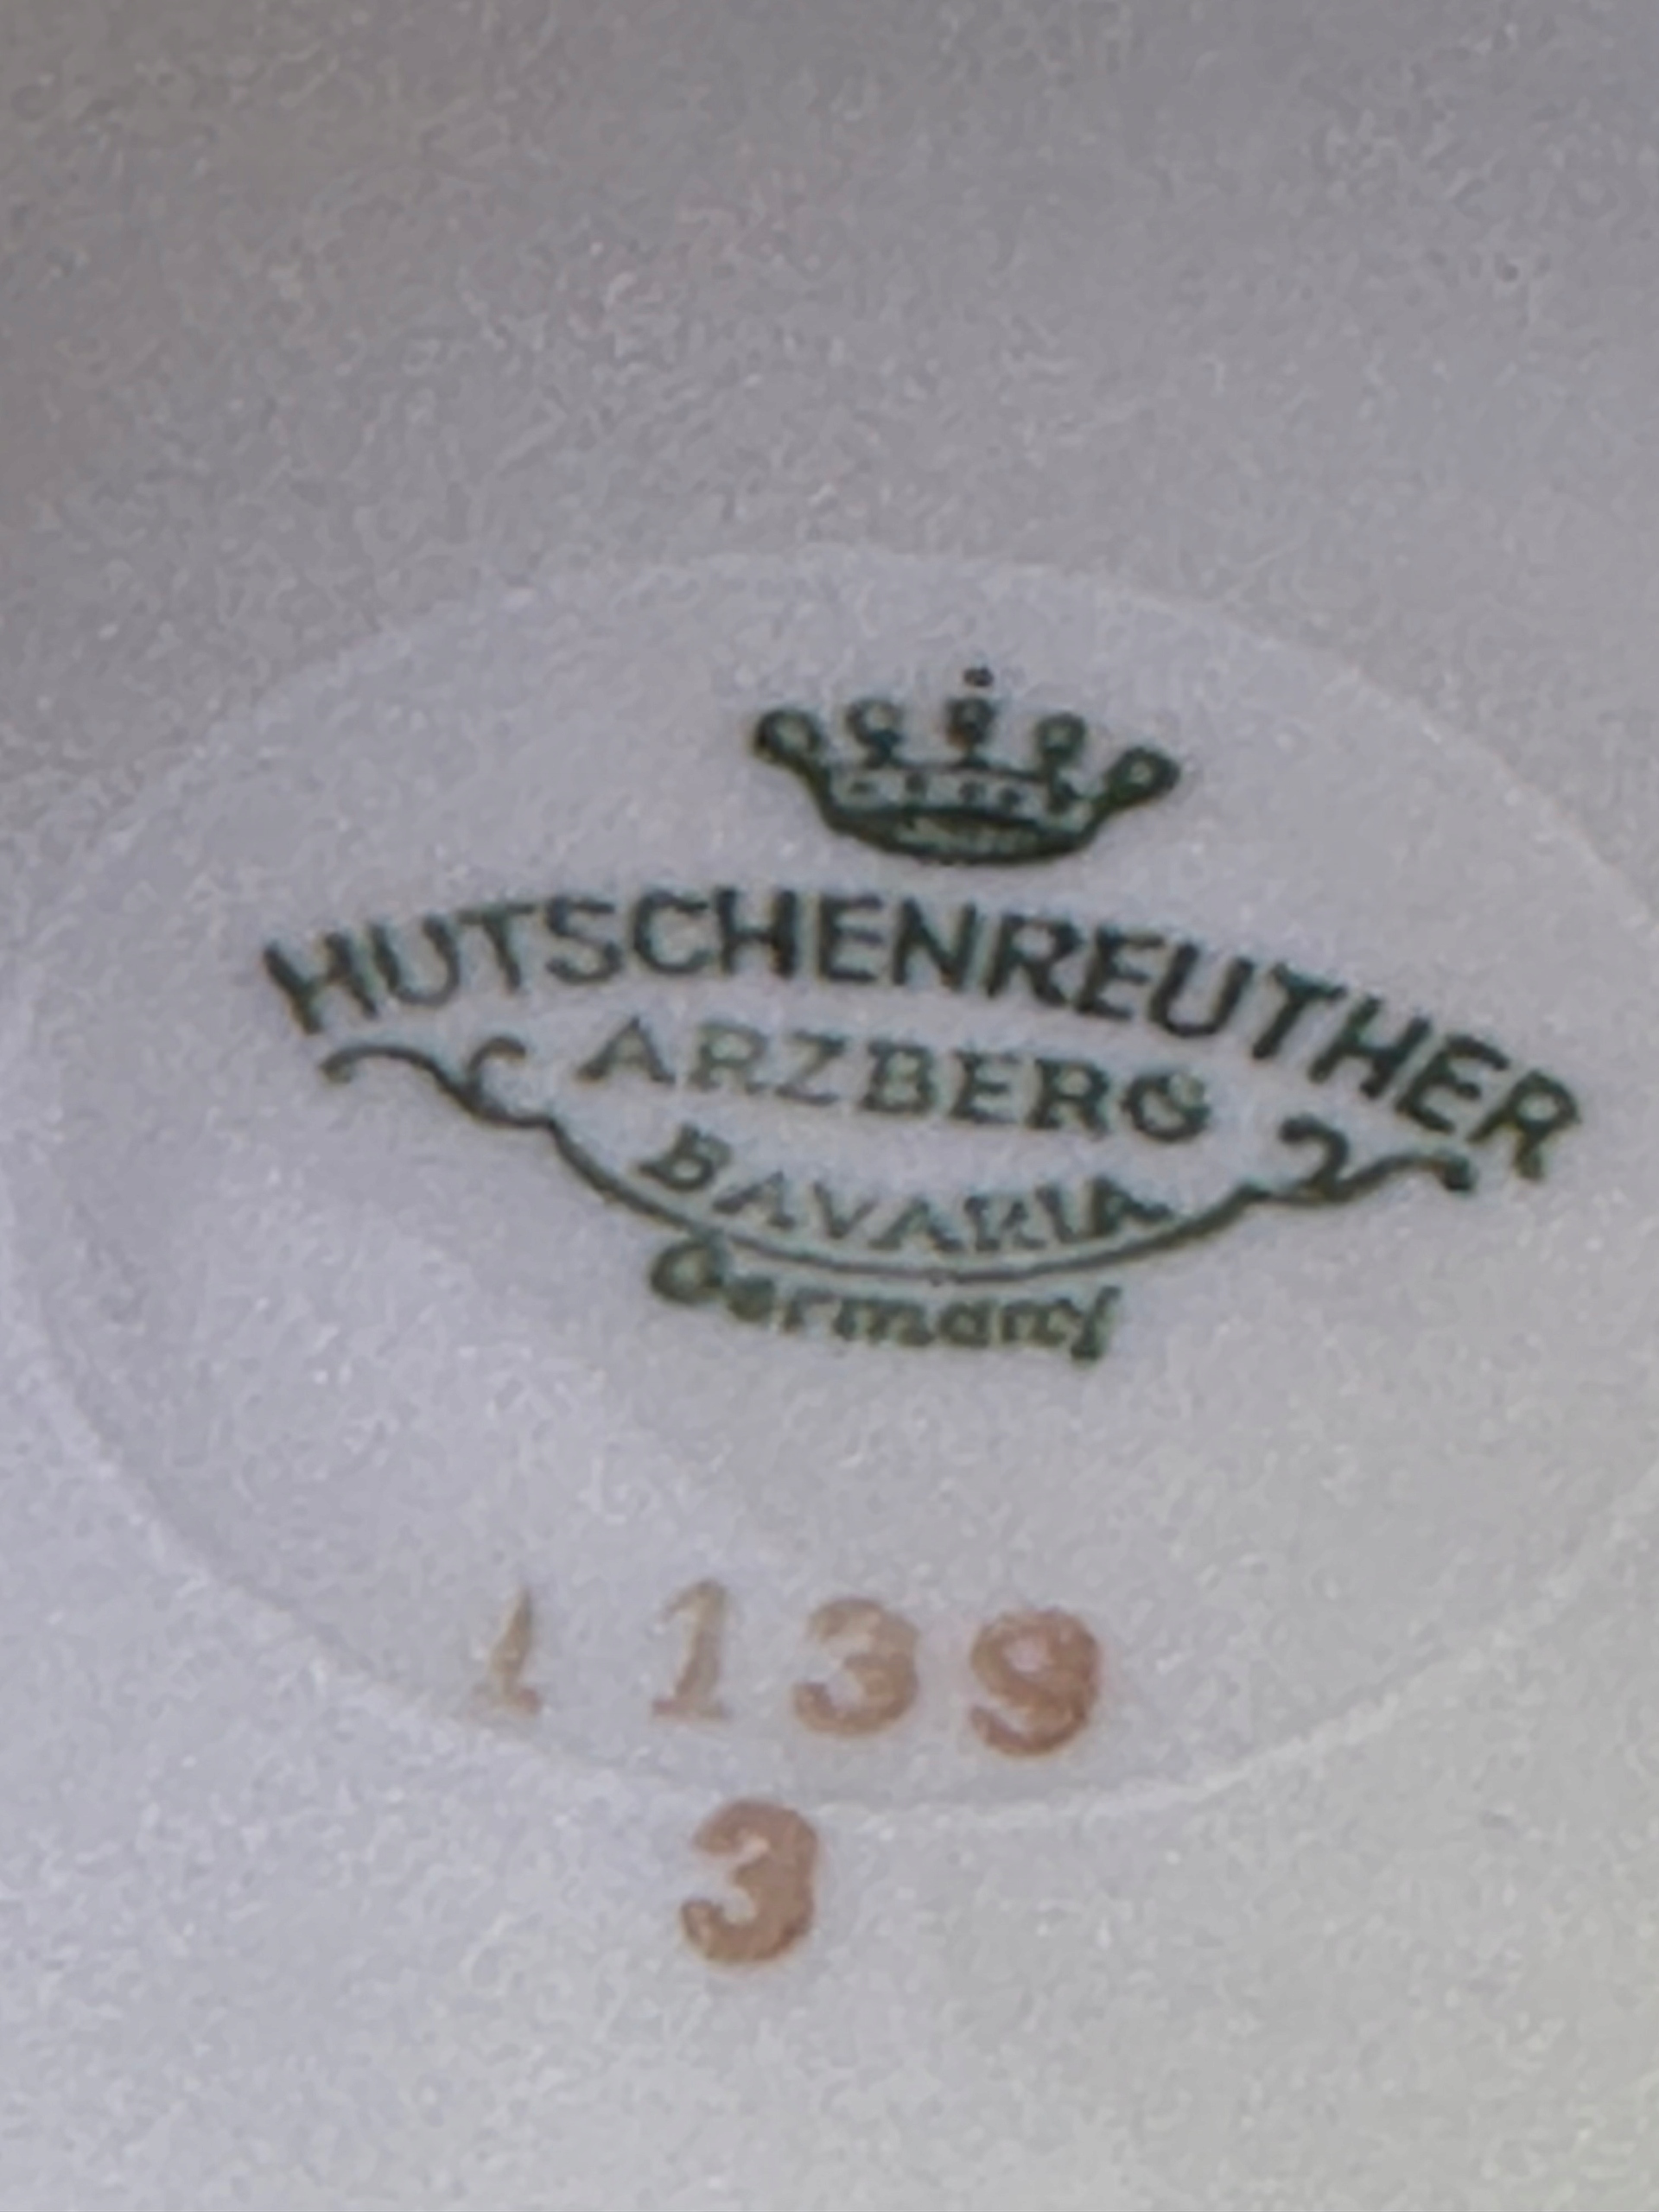 HUTSCHENREUTHER
ARZBERG
BAVARIA
Germany
1139
3